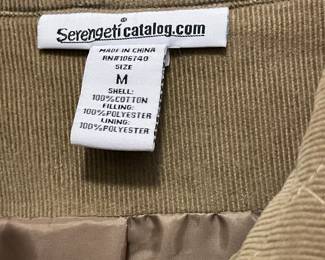 Serengeticatalog.com
MADE IN CHINA
RN#106740
SIZE
M
SHELL:
100%COTTON
FILLING:
100%POLYESTER
LINING:
100%POLYESTER